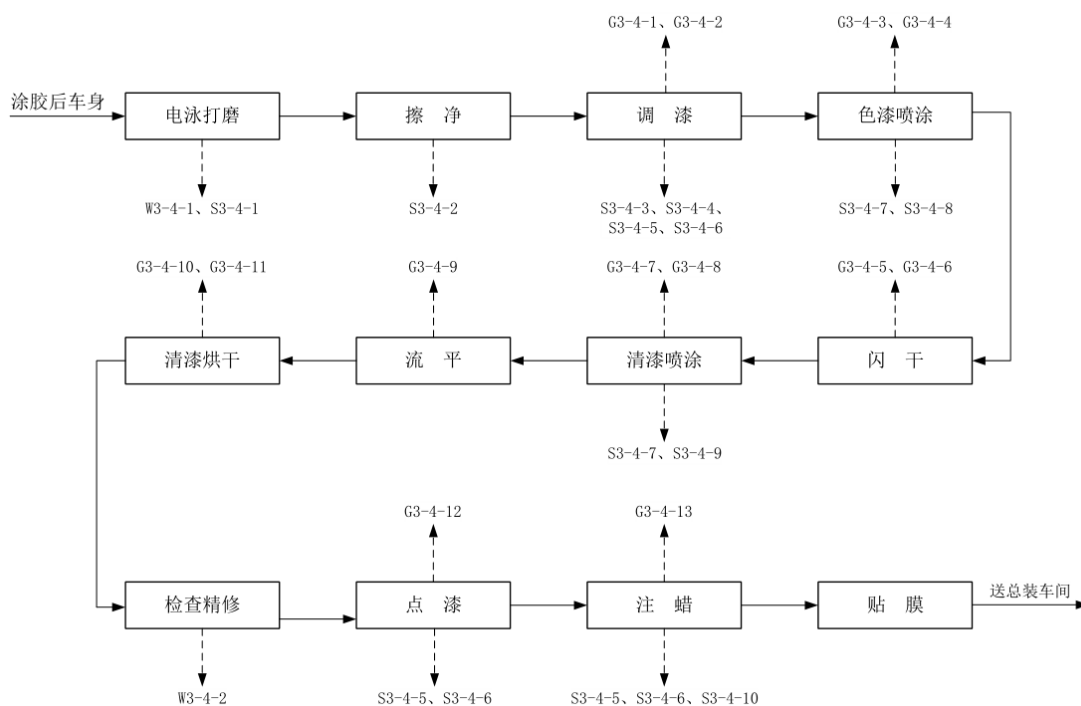 G3-4-1、G3-4-2
G3-4-3、G3-4-4
涂胶后车身
电泳打磨
擦 净
调 漆
色漆喷涂
W3-4-1、S3-4-1
S3-4-2
S3-4-3、S3-4-4、
S3-4-5、S3-4-6
S3-4-7、S3-4-8
G3-4-10、G3-4-11
G3-4-9
G3-4-7、G3-4-8
G3-4-5、G3-4-6
清漆烘干
流 平
清漆喷涂
闪 干
S3-4-7、S3-4-9
G3-4-12
G3-4-13
检查精修
点 漆
注 蜡
贴 膜
送总装车间
W3-4-2
S3-4-5、S3-4-6
S3-4-5、S3-4-6、S3-4-10